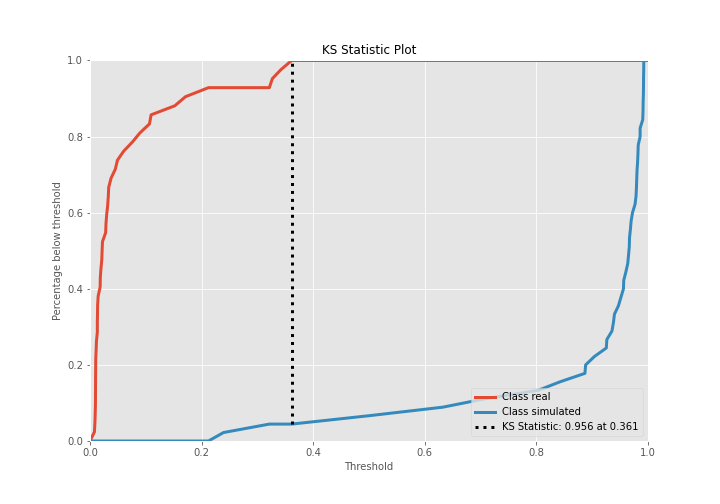 KS Statistic Plot
1.0
0.8
0.6
0.4
0.2
0.0
Percentage below threshold
0.0 0.2 0.4 0.6 0.8 1.0
Threshold
Class real
Class simulated
KS Statistic: 0.956 at 0.361